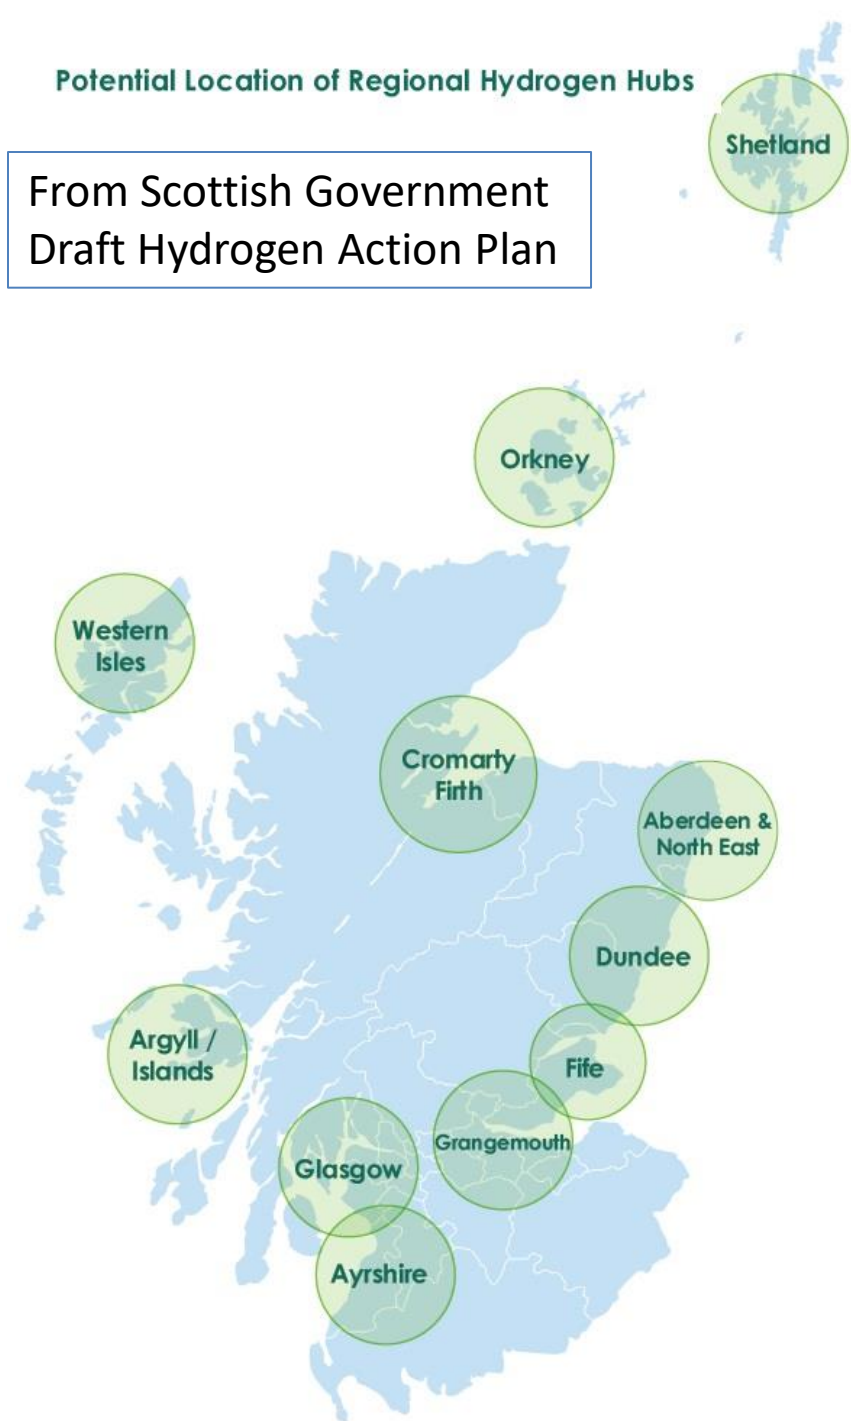 Potential Location of Regional Hydrogen Hubs
Shetland
From Scottish Government
Draft Hydrogen Action Plan
Orkney
Western
Isles
Cromarty
Firth
Aberdeen &
North East
Dundee
Argyll /
Islands
Fife
Grangemouth
Glasgow
Ayrshire